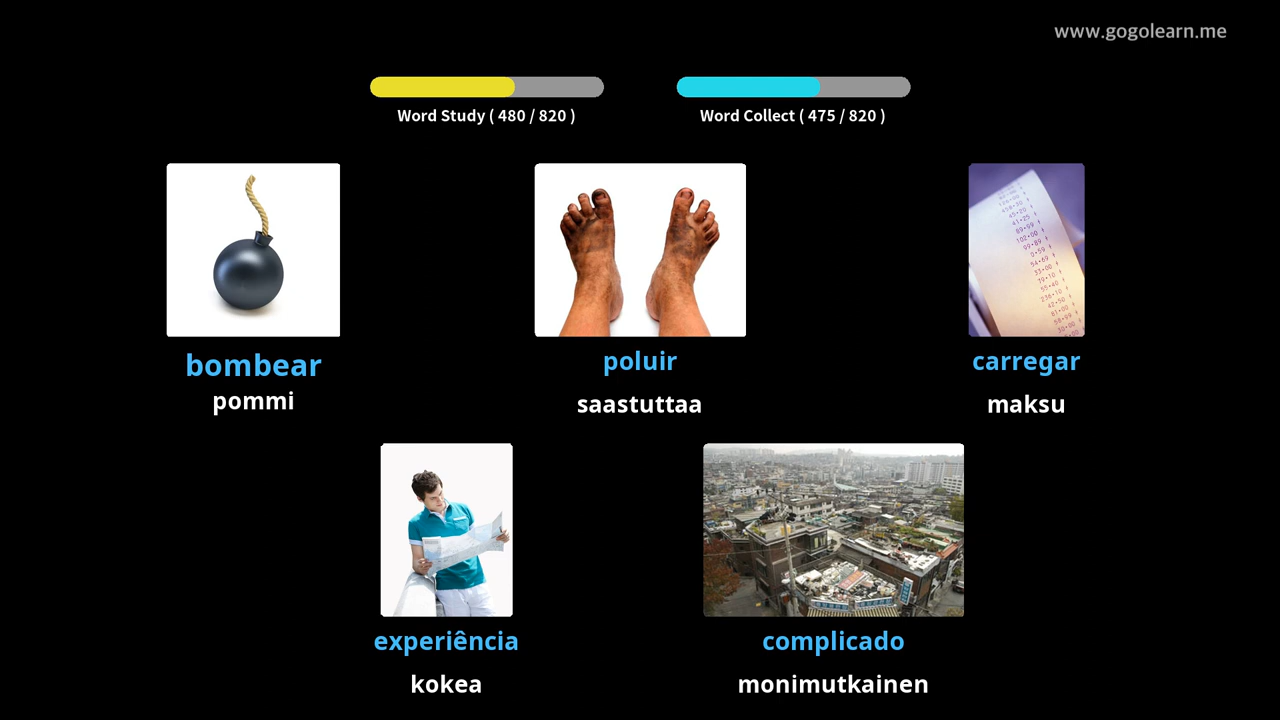 www.gogolearn.me
Word Study ( 480 / 820 )
Word Collect ( 475 / 820 )
bombear
pommi
poluir
saastuttaa
carregar
maksu
experiência
kokea
complicado
monimutkainen